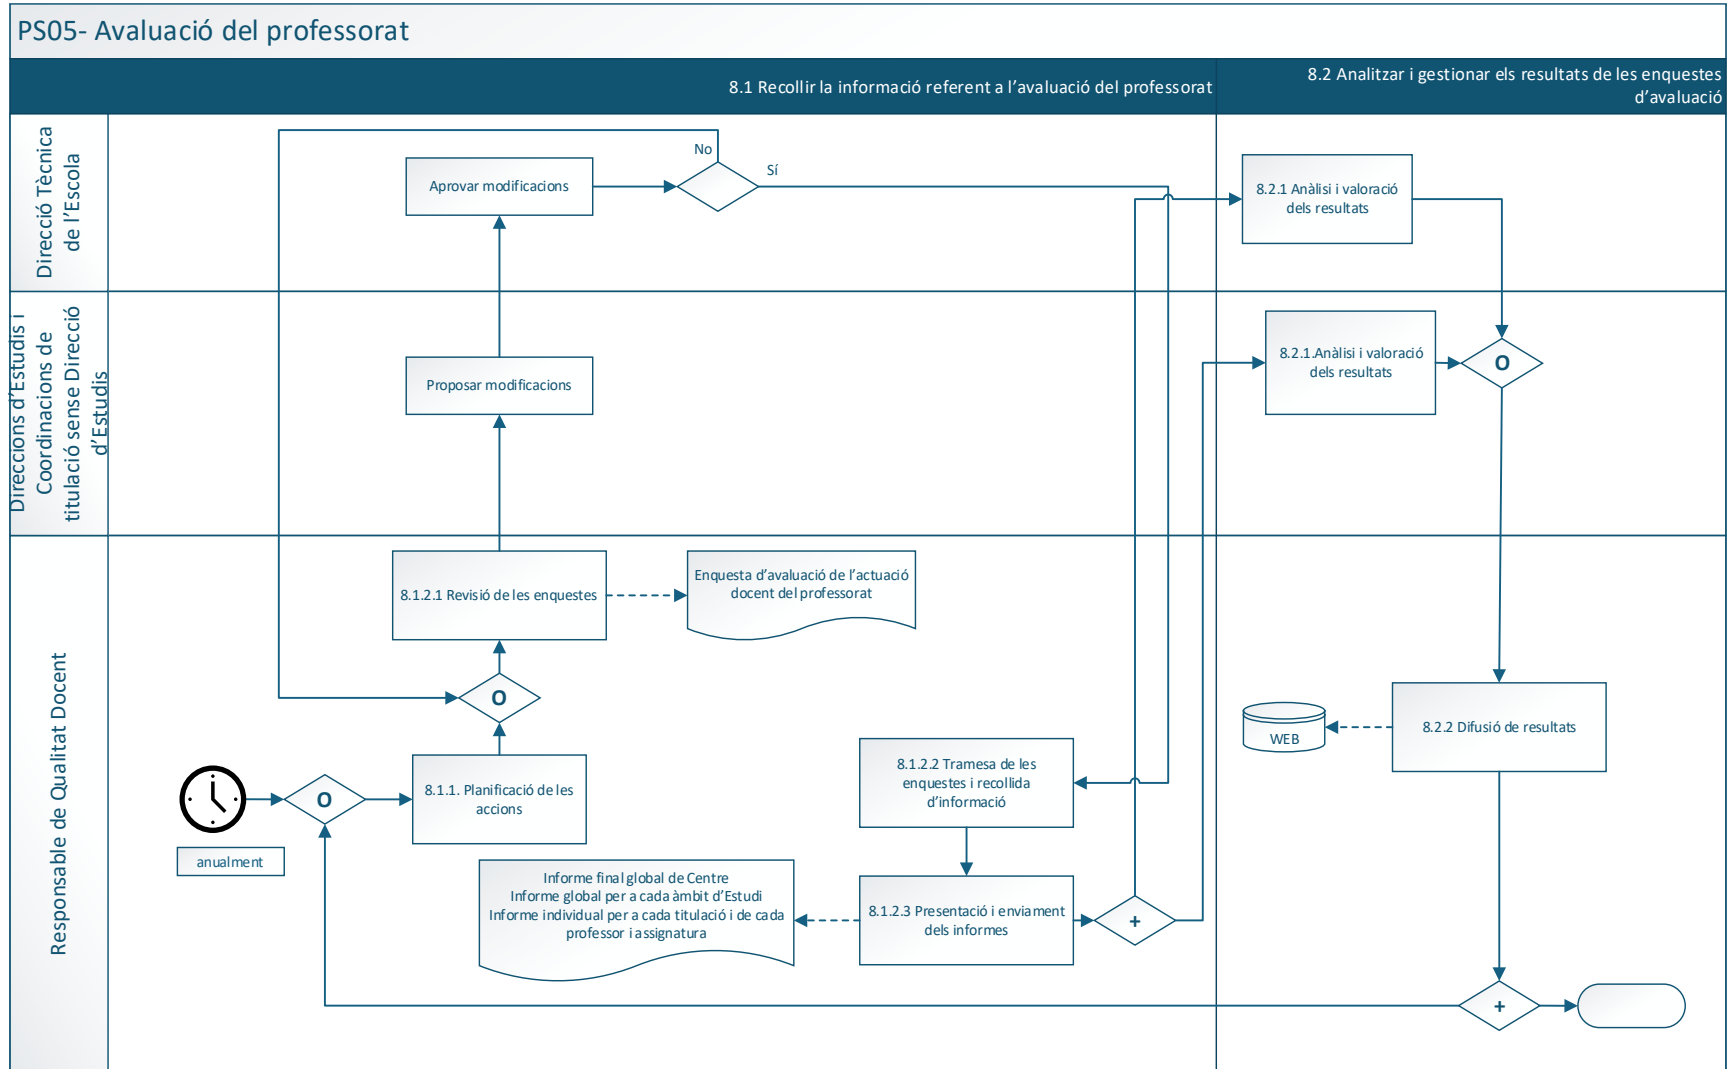 PS05- Avaluació del professorat
8.1 Recollir la informació referent a l’avaluació del professorat
8.2 Analitzar i gestionar els resultats de les enquestes
d’avaluació
Direcció Tècnica
de l’Escola
No
Sí
Aprovar modificacions
8.2.1 Anàlisi i valoració
dels resultats
Direccions d’Estudis i
Coordinacions de
titulació sense Direcció
d’Estudis
Proposar modificacions
8.2.1.Anàlisi i valoració
dels resultats
O
Responsable de Qualitat Docent
8.1.2.1 Revisió de les enquestes
Enquesta d’avaluació de l’actuació
docent del professorat
O
8.2.2 Difusió de resultats
WEB
8.1.2.2 Tramesa de les
enquestes i recollida
d’informació
O
8.1.1. Planificació de les
accions
anualment
Informe final global de Centre
Informe global per a cada àmbit d’Estudi
Informe individual per a cada titulació i de cada
professor i assignatura
8.1.2.3 Presentació i enviament
dels informes
+
+